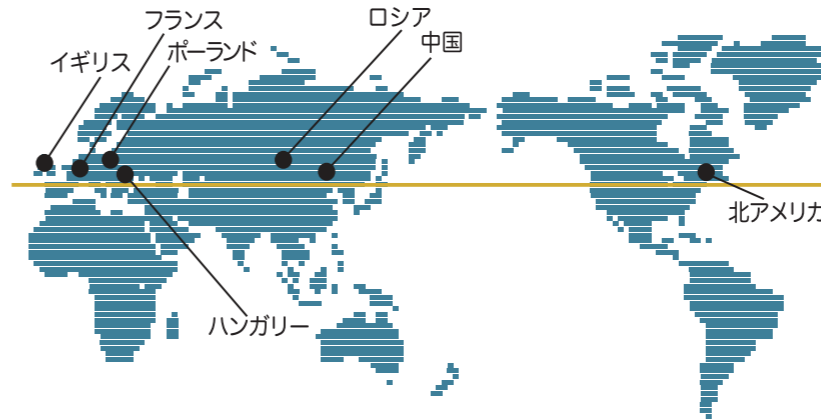 フランス
ロシア
ポーランド
中国
イギリス
北アメリカ
ハンガリー